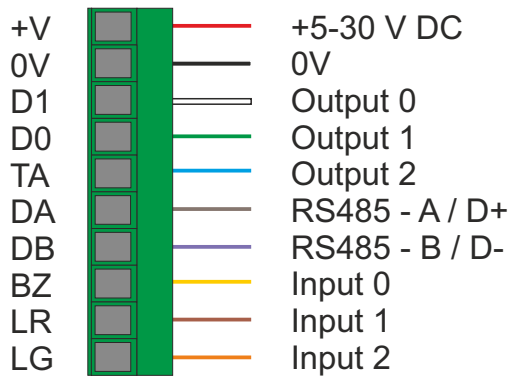 +V +5-30 V DC
0V 0V
D1 Output 0
D0 Output 1
TA Output 2
DA RS485 - A / D+
DB RS485 - B / D-
BZ Input 0
LR Input 1
LG Input 2